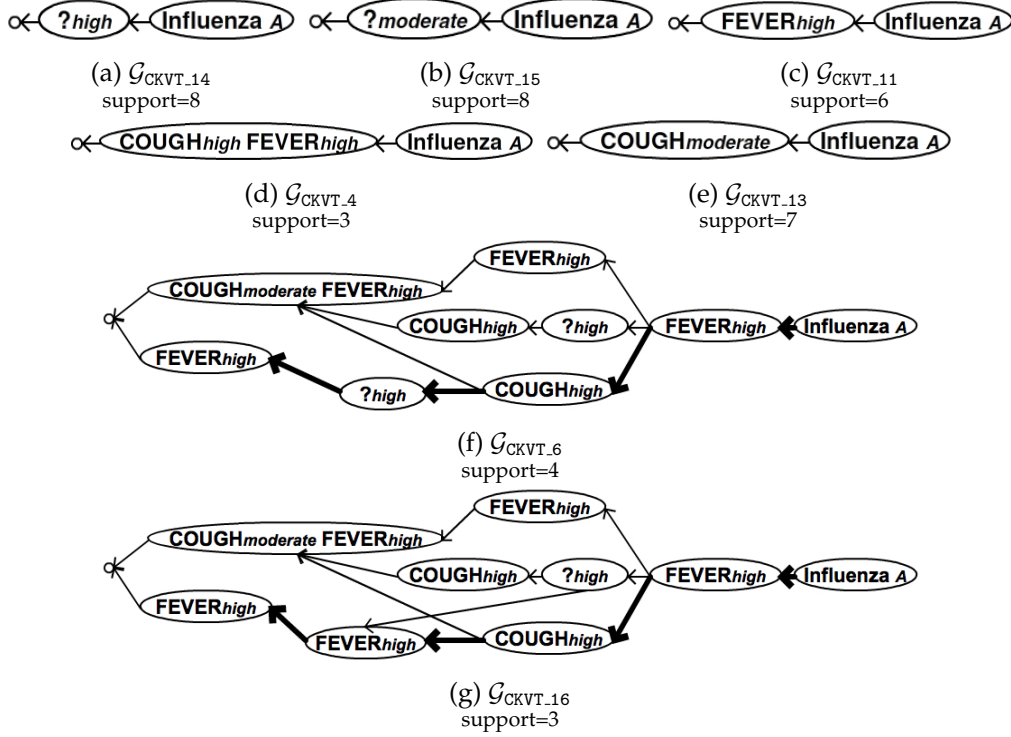 ?high Influenza A ?moderate Influenza A FEVERhigh Influenza A
(a) 𝒢CKVT_14 (b) 𝒢CKVT_15 (c) 𝒢CKVT_11
support=8 support=8 support=6
COUGHhigh FEVERhigh Influenza A COUGHmoderate Influenza A
(d) 𝒢CKVT_4 (e) 𝒢CKVT_13
support=3 support=7
FEVERhigh
COUGHmoderate FEVERhigh
COUGHhigh ?high FEVERhigh Influenza A
FEVERhigh
?high COUGHhigh
(f) 𝒢CKVT_6
support=4
FEVERhigh
COUGHmoderate FEVERhigh
COUGHhigh ?high FEVERhigh Influenza A
FEVERhigh
FEVERhigh COUGHhigh
(g) 𝒢CKVT_16
support=3